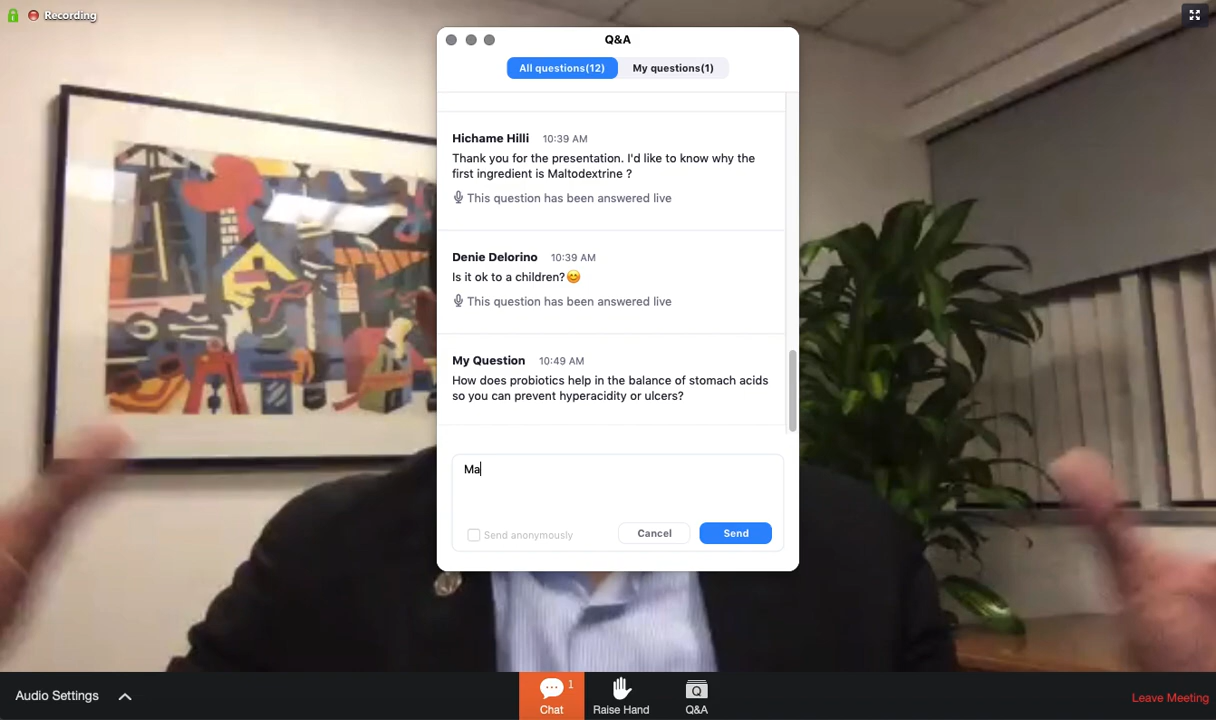 Recording
Q&A
All questions(12) My questions(1)
Hichame Hilli 10:39 AM
Thank you for the presentation. I'd like to know why the
first ingredient is Maltodextrine ?
This question has been answered live
Denie Delorino 10:39 AM
Is it ok to a children?😊
This question has been answered live
My Question 10:49 AM
How does probiotics help in the balance of stomach acids
so you can prevent hyperacidity or ulcers?
Ma
Send anonymously Cancel Send
Audio Settings
Chat 1
Raise Hand
Q
Q&A
Leave Meeting